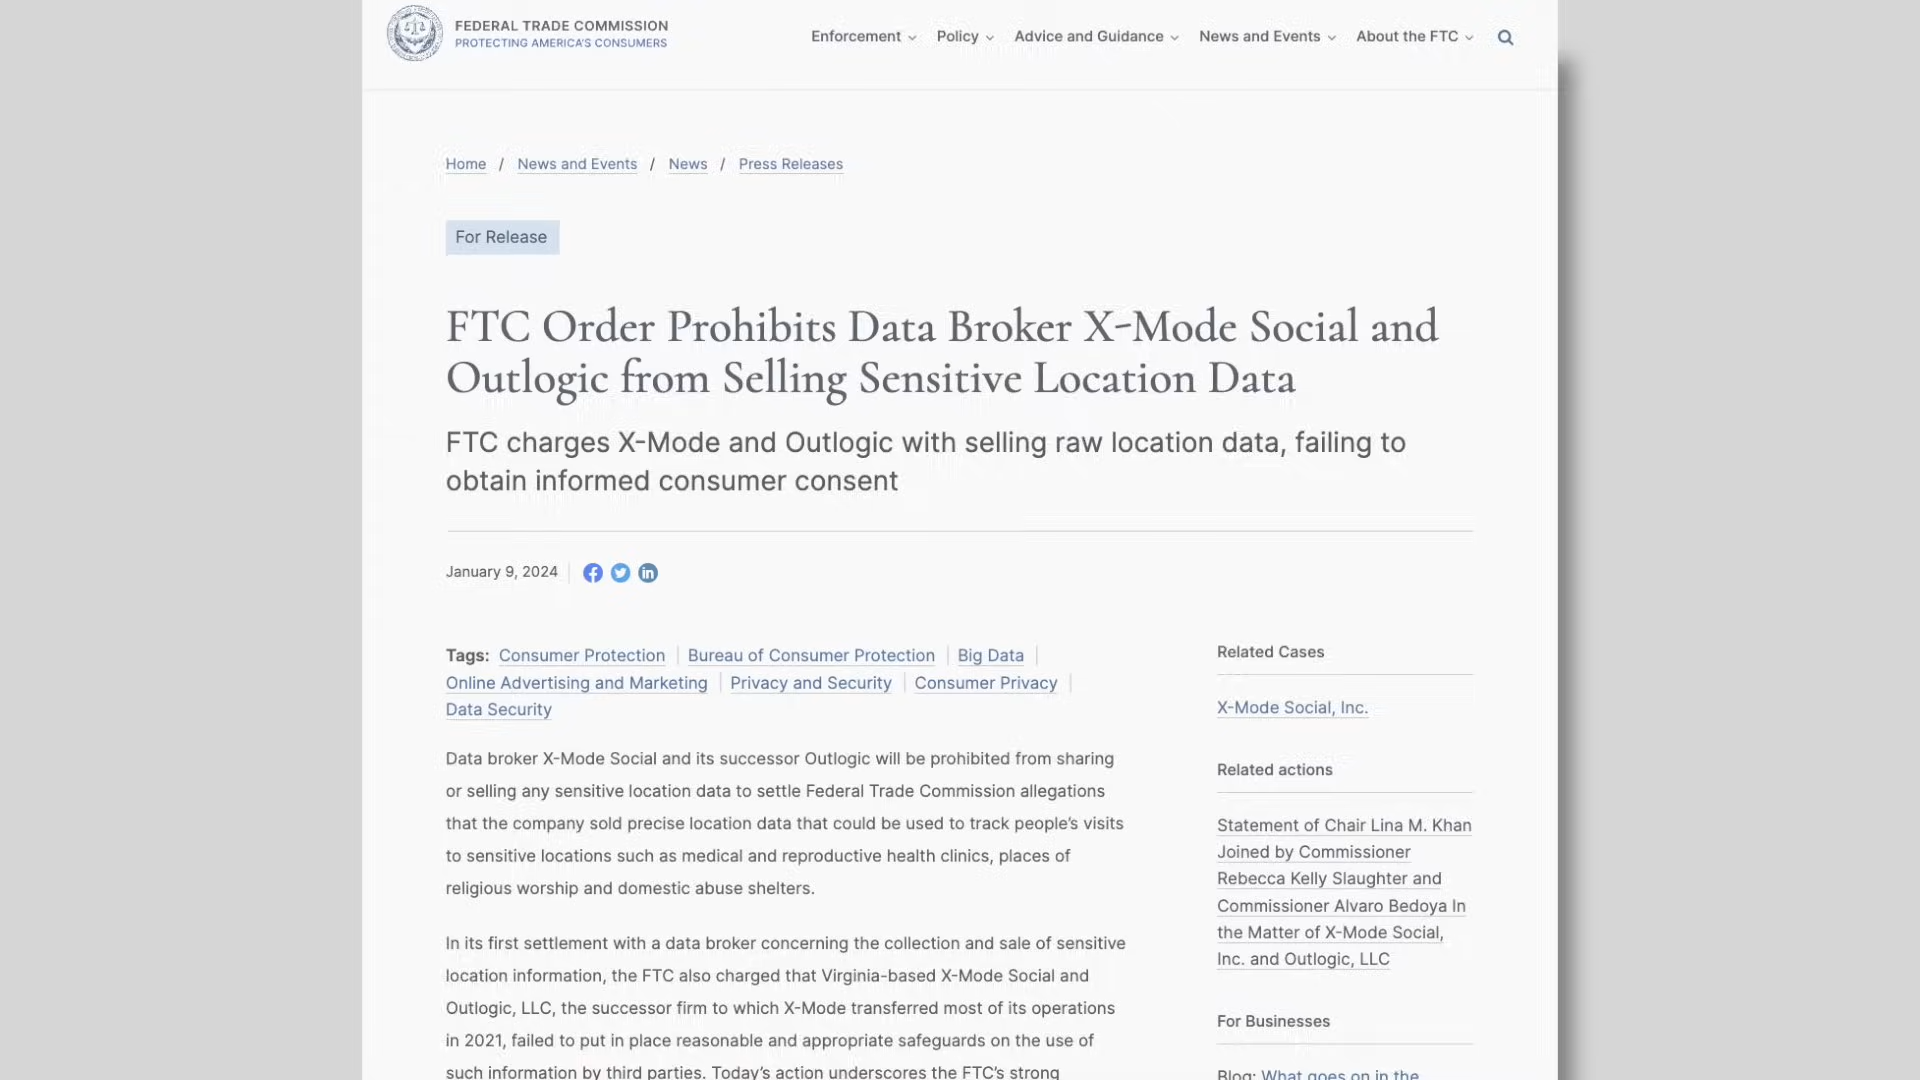 FEDERAL TRADE COMMISSION
PROTECTING AMERICA'S CONSUMERS
Enforcement Policy Advice and Guidance News and Events About the FTC
Home / News and Events / News / Press Releases
For Release
FTC Order Prohibits Data Broker X-Mode Social and
Outlogic from Selling Sensitive Location Data
FTC charges X-Mode and Outlogic with selling raw location data, failing to
obtain informed consumer consent
January 9, 2024
Tags: Consumer Protection | Bureau of Consumer Protection | Big Data |
Online Advertising and Marketing | Privacy and Security | Consumer Privacy |
Data Security
Data broker X-Mode Social and its successor Outlogic will be prohibited from sharing
or selling any sensitive location data to settle Federal Trade Commission allegations
that the company sold precise location data that could be used to track people's visits
to sensitive locations such as medical and reproductive health clinics, places of
religious worship and domestic abuse shelters.
In its first settlement with a data broker concerning the collection and sale of sensitive
location information, the FTC also charged that Virginia-based X-Mode Social and
Outlogic, LLC, the successor firm to which X-Mode transferred most of its operations
in 2021, failed to put in place reasonable and appropriate safeguards on the use of
such information by third parties. Today's action underscores the FTC's strong
Related Cases
X-Mode Social, Inc.
Related actions
Statement of Chair Lina M. Khan
Joined by Commissioner
Rebecca Kelly Slaughter and
Commissioner Alvaro Bedoya In
the Matter of X-Mode Social,
Inc. and Outlogic, LLC
For Businesses
Blog: What goes on in the